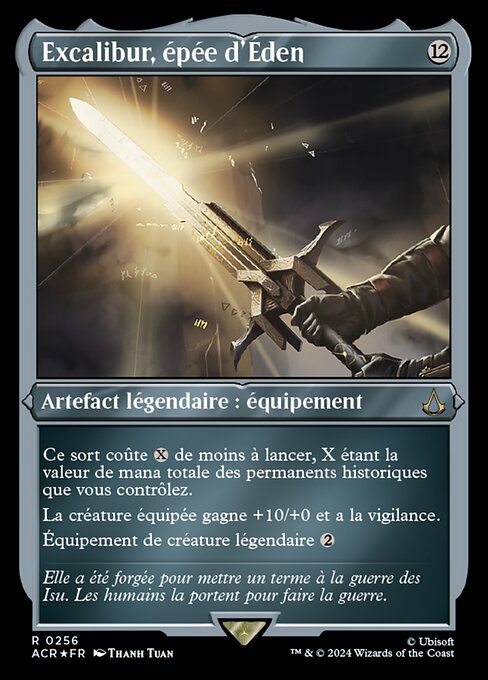 Excalibur, épée d'Éden
12
Artefact légendaire : équipement
Ce sort coûte X de moins à lancer, X étant la
valeur de mana totale des permanents historiques
que vous contrôlez.
La créature équipée gagne +10/+0 et a la vigilance.
Équipement de créature légendaire 2
Elle a été forgée pour mettre un terme à la guerre des
Isu. Les humains la portent pour faire la guerre.
R 0256
ACR★FR Thanh Tuan
© Ubisoft
™ & © 2024 Wizards of the Coast